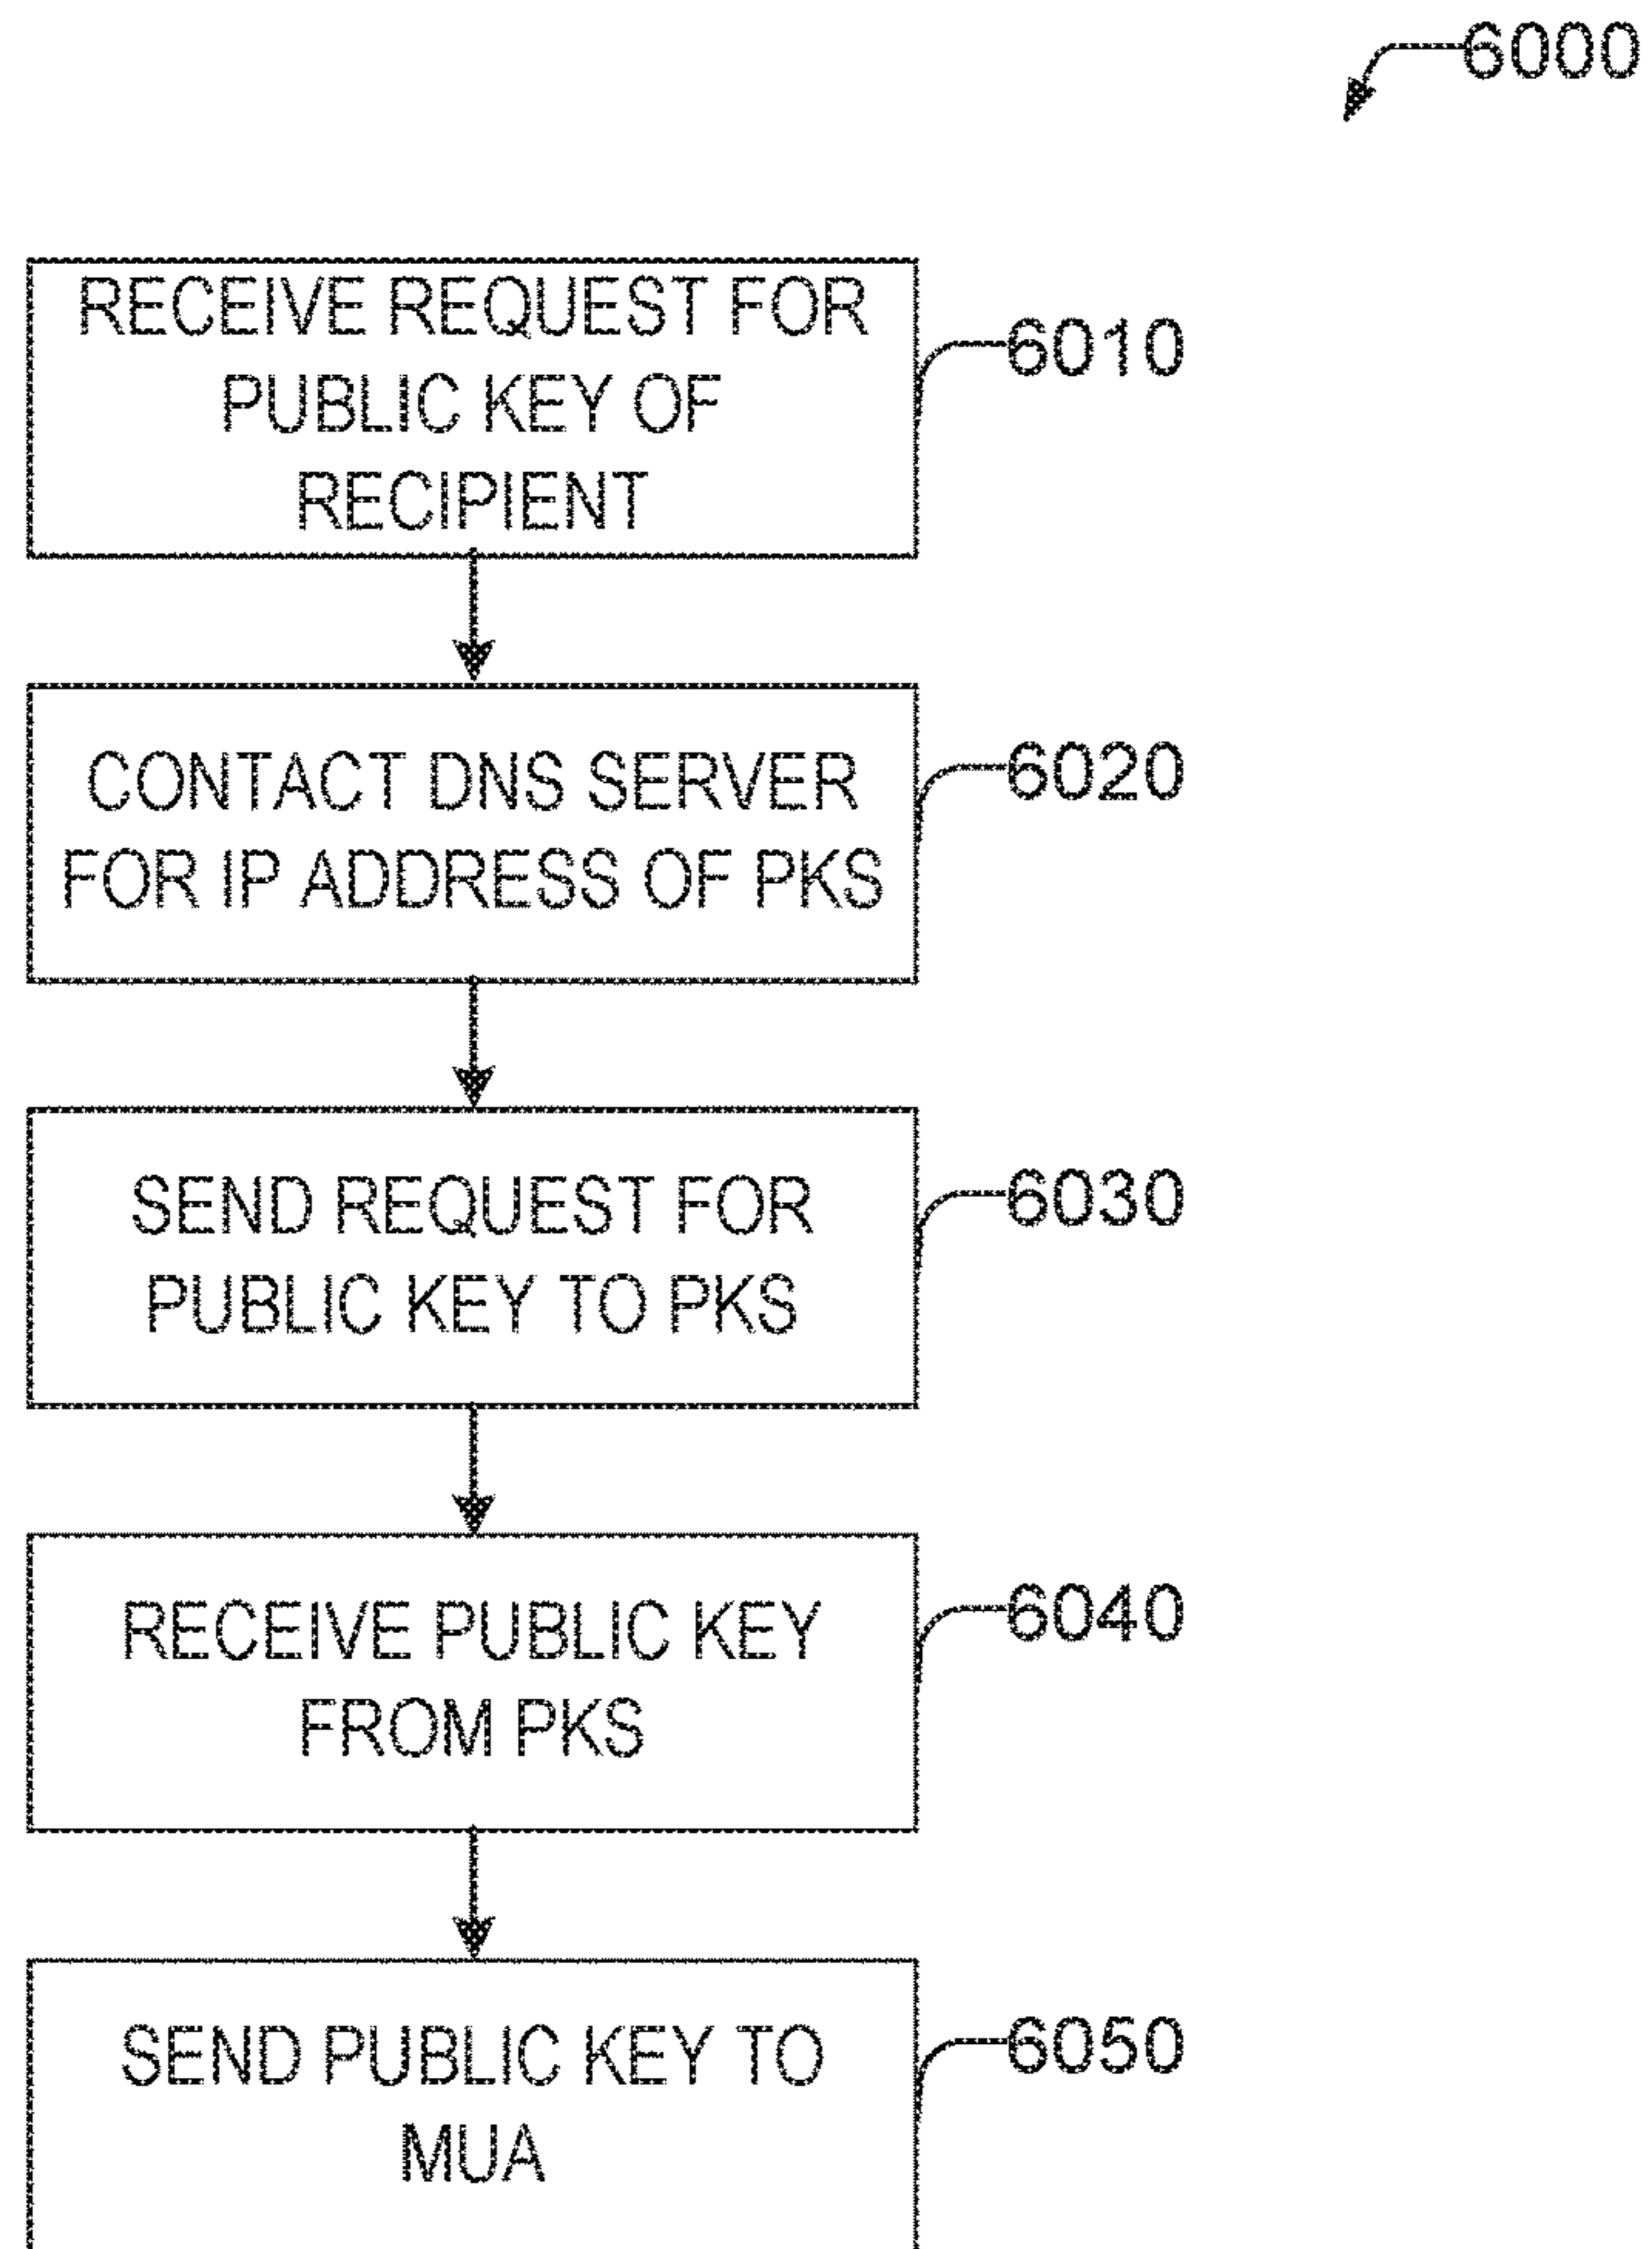 6000
RECEIVE REQUEST FOR
PUBLIC KEY OF
RECIPIENT
6010
CONTACT DNS SERVER
FOR IP ADDRESS OF PKS
6020
SEND REQUEST FOR
PUBLIC KEY TO PKS
6030
RECEIVE PUBLIC KEY
FROM PKS
6040
SEND PUBLIC KEY TO
MUA
6050